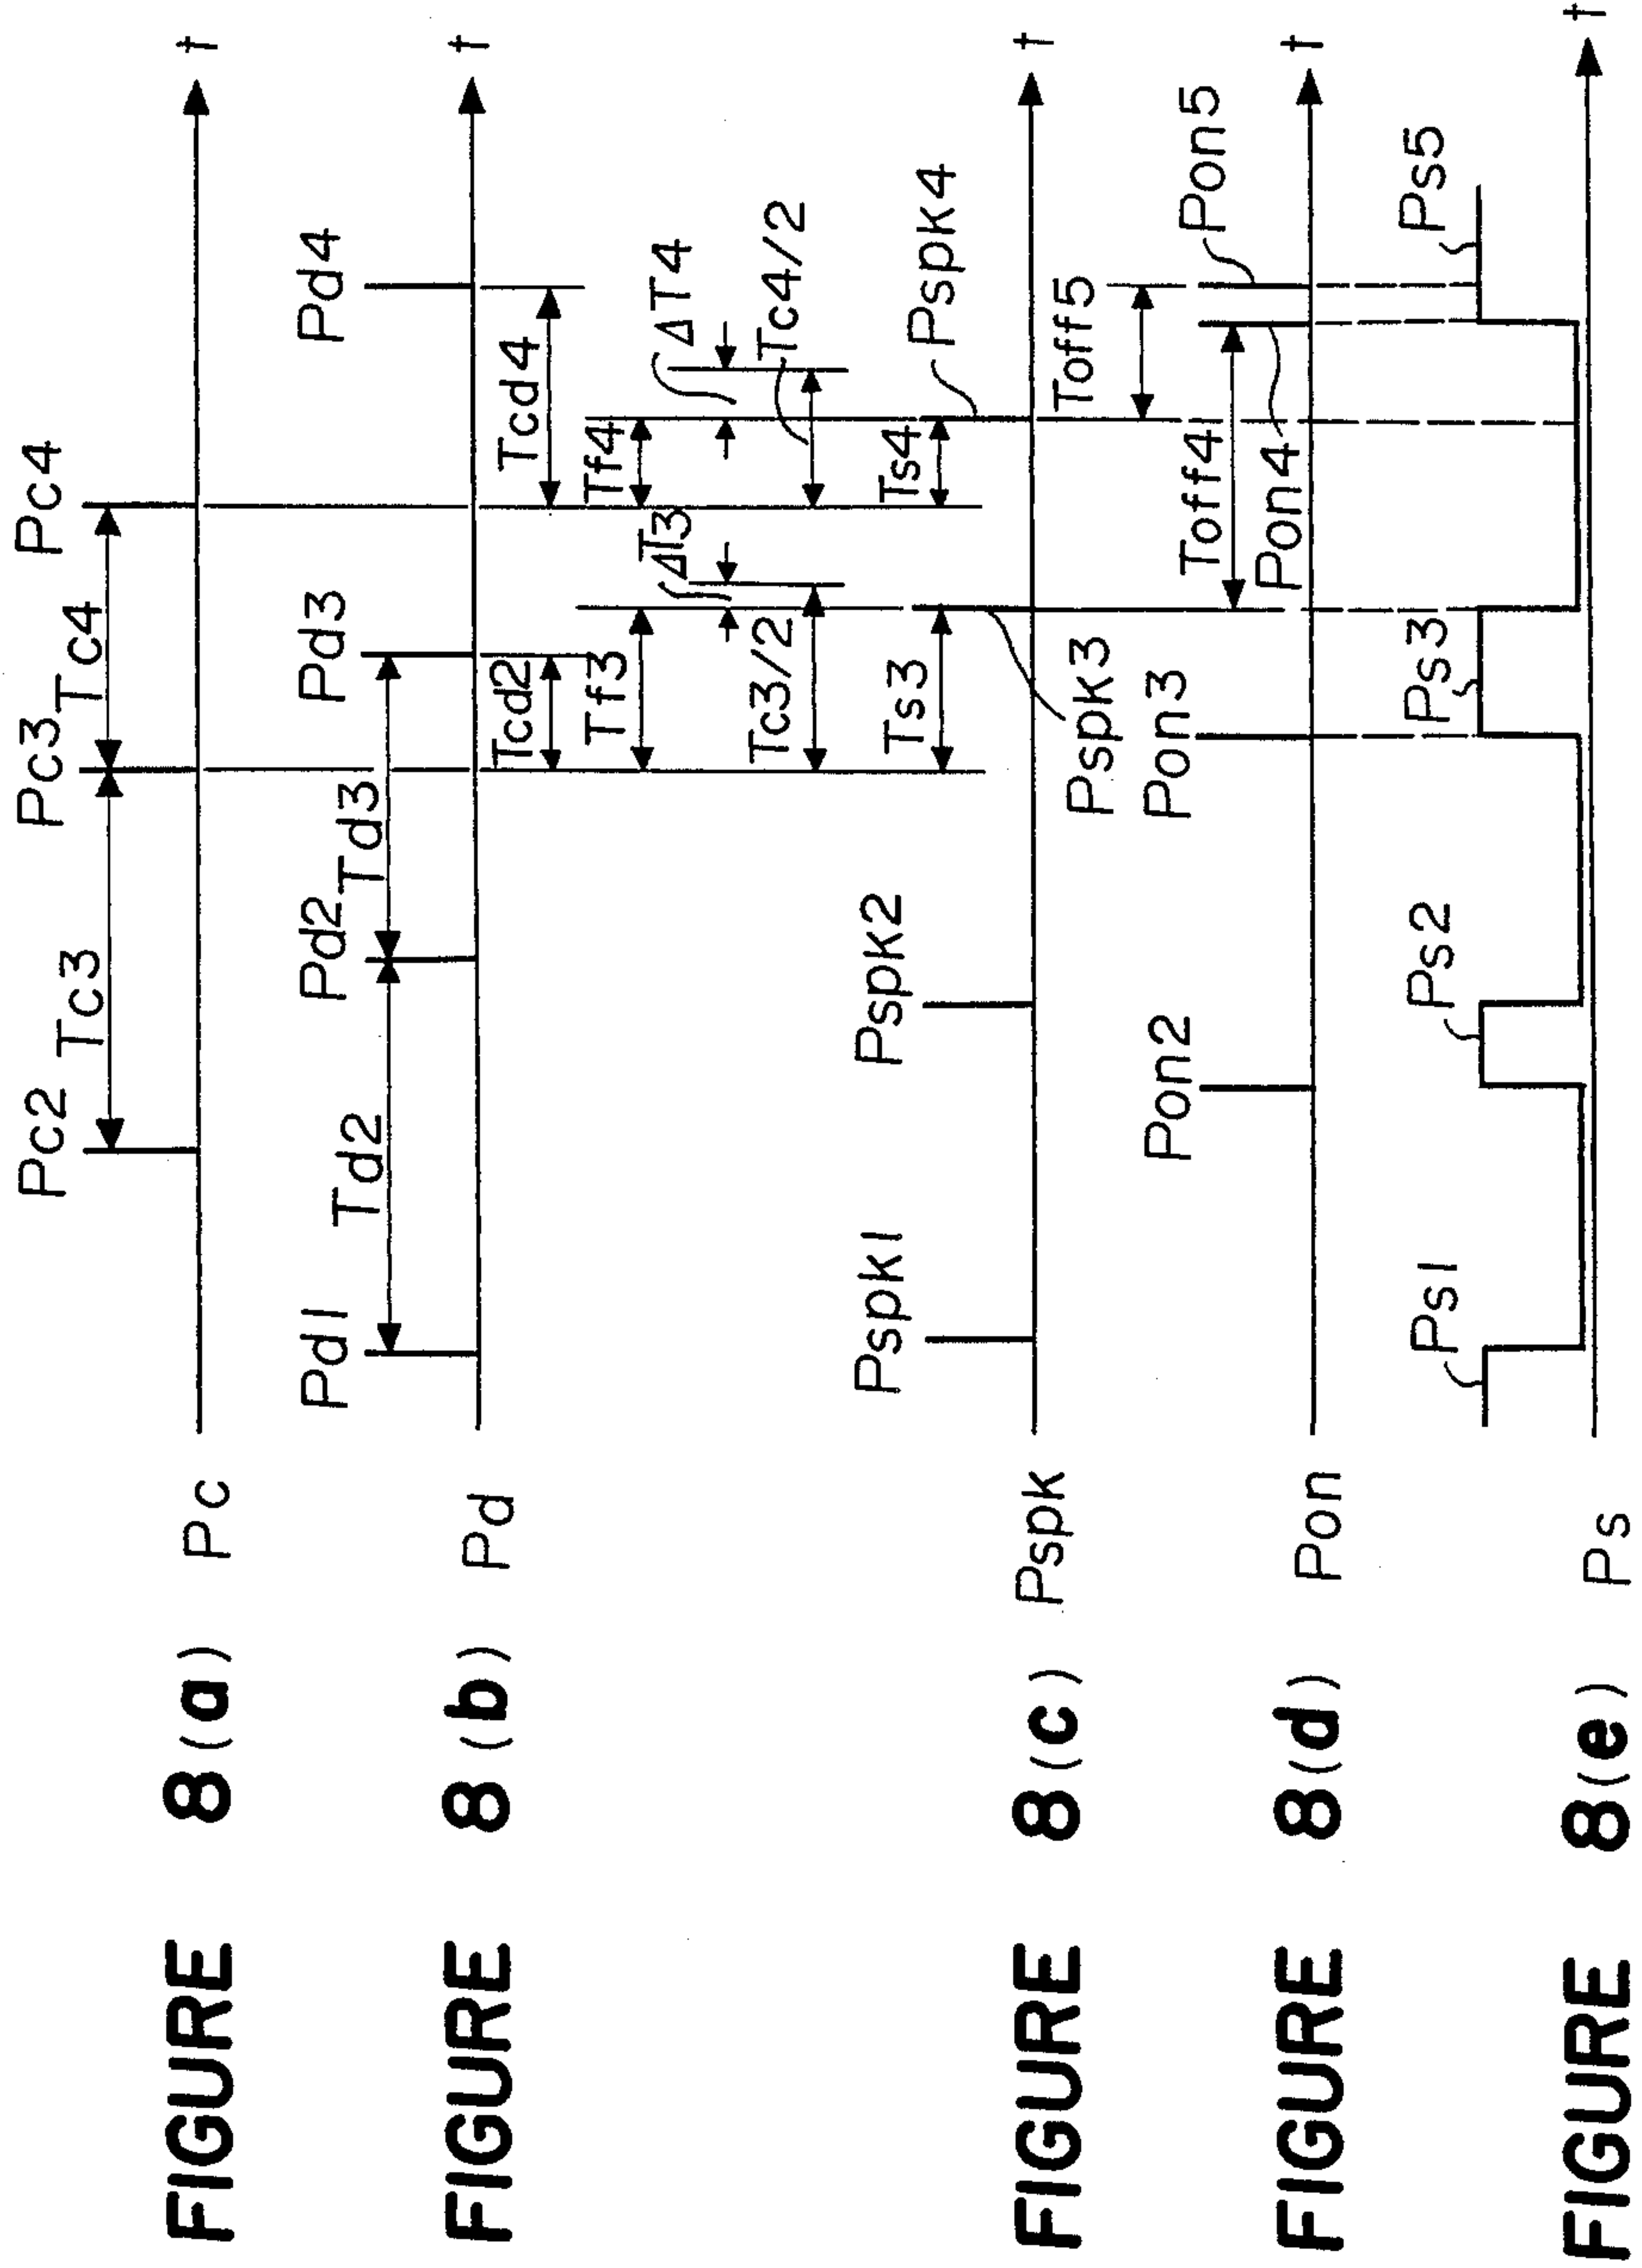 FIGURE 8(a) Pc
Pc2 Pc3 Pc4
Tc3 Tc4
t
FIGURE 8(b) Pd
Pd1 Pd2 Pd3 Pd4
Td2 Td3
t
Tcd2 Tcd4
Tf3 Tf4
ΔT3 ΔT4
Tc3/2 Tc4/2
Ts3 Ts4
FIGURE 8(c) Pspk
Pspk1 Pspk2 Pspk3 Pspk4
t
FIGURE 8(d) Pon
Toff5
Toff4
Pon2 Pon3 Pon4 Pon5
t
FIGURE 8(e) Ps
Ps1 Ps2 Ps3 Ps5
t